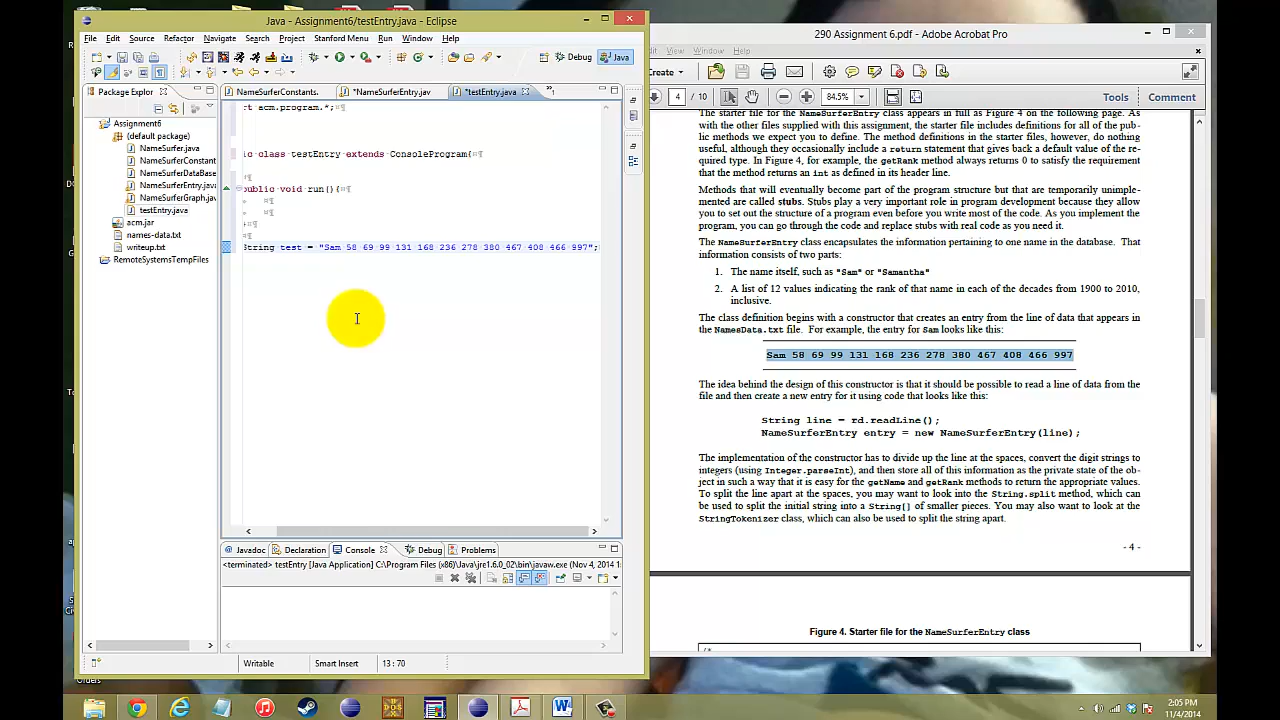 Java - Assignment6/testEntry.java - Eclipse
File Edit Source Refactor Navigate Search Project Stanford Menu Run Window Help
Debug Java
Package Explor
NameSurferConstants.
*NameSurferEntry.jav
*testEntry.java
Assignment6
(default package)
NameSurfer.java
NameSurferConstant
NameSurferDataBase
NameSurferEntry.java
NameSurferGraph.jav
testEntry.java
acm.jar
names-data.txt
writeup.txt
RemoteSystemsTempFiles
rt acm.program.*;
ic class testEntry extends ConsoleProgram{
public void run(){
String test = "Sam 58 69 99 131 168 236 278 380 467 408 466 997";
Javadoc Declaration Console Debug Problems
<terminated> testEntry [Java Application] C:\Program Files (x86)\Java\jre1.6.0_02\bin\javaw.exe (Nov 4, 2014 1:
Writable Smart Insert 13 : 70
290 Assignment 6.pdf - Adobe Acrobat Pro
dit View Window Help
Create
4 / 10 84.5% Tools Comment
The starter file for the NameSurferEntry class appears in full as Figure 4 on the following page. As
with the other files supplied with this assignment, the starter file includes definitions for all of the pub-
lic methods we expect you to define. The method definitions in the starter files, however, do nothing
useful, although they occasionally include a return statement that gives back a default value of the re-
quired type. In Figure 4, for example, the getRank method always returns 0 to satisfy the requirement
that the method returns an int as defined in its header line.
Methods that will eventually become part of the program structure but that are temporarily unimple-
mented are called stubs. Stubs play a very important role in program development because they allow
you to set out the structure of a program even before you write most of the code. As you implement
the program, you can go through the code and replace stubs with real code as you need it.
The NameSurferEntry class encapsulates the information pertaining to one name in the database. That
information consists of two parts:
1. The name itself, such as "Sam" or "Samantha"
2. A list of 12 values indicating the rank of that name in each of the decades from 1900 to 2010,
inclusive.
The class definition begins with a constructor that creates an entry from the line of data that appears in
the NamesData.txt file. For example, the entry for Sam looks like this:
Sam 58 69 99 131 168 236 278 380 467 408 466 997
The idea behind the design of this constructor is that it should be possible to read a line of data from the
file and then create a new entry for it using code that looks like this:
String line = rd.readLine();
NameSurferEntry entry = new NameSurferEntry(line);
The implementation of the constructor has to divide up the line at the spaces, convert the digit strings to
integers (using Integer.parseInt), and then store all of this information as the private state of the ob-
ject in such a way that it is easy for the getName and getRank methods to return the appropriate values.
To split the line apart at the spaces, you may want to look into the String.split method, which can
be used to split the initial string into a String[] of smaller pieces. You may also want to look at the
StringTokenizer class, which can also be used to split the string apart.
- 4 -
Figure 4. Starter file for the NameSurferEntry class
/*
Orders
2:05 PM
11/4/2014